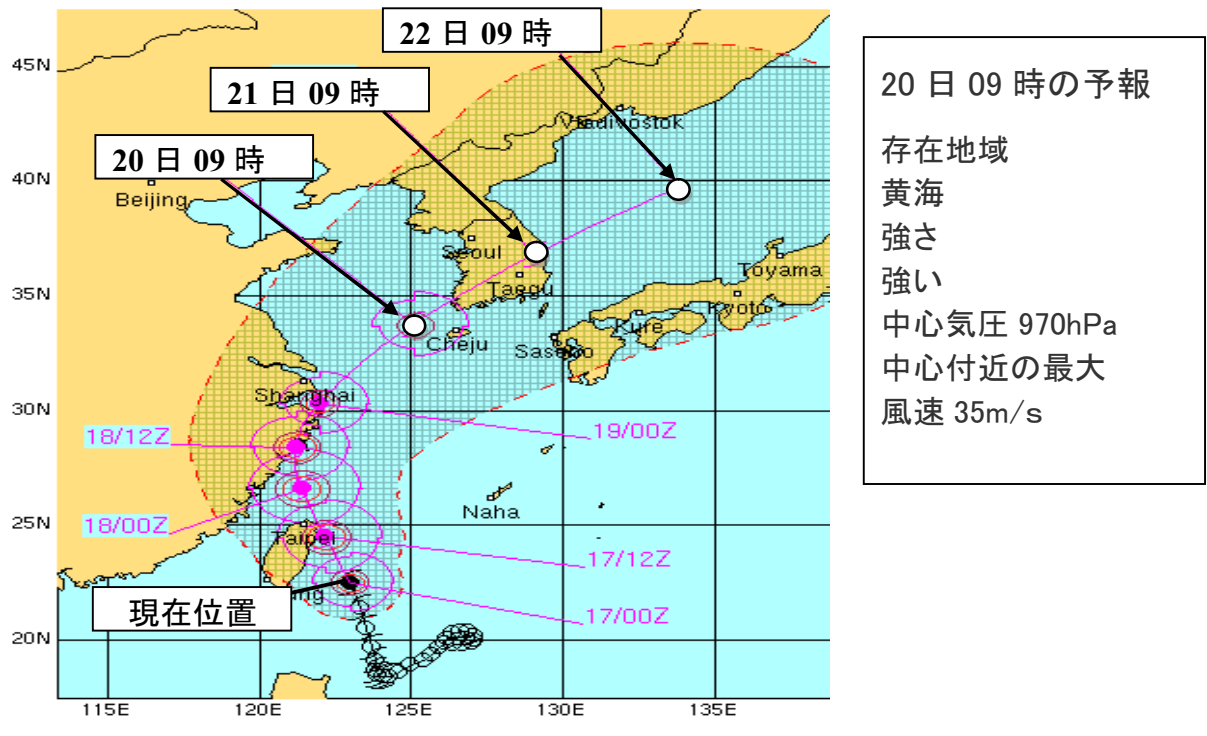 22 日 09 時
45N
21 日 09 時
Vladivostok
20 日 09 時
40N
Beijing
Seoul
Toyama
Taegu
35N
Kyoto
Kure
Cheju
Sasebo
Shanghai
30N
18/12Z
19/00Z
Naha
25N
18/00Z
Taipei
17/12Z
現在位置
17/00Z
20N
115E
120E
125E
130E
135E
20 日 09 時の予報
存在地域
黄海
強さ
強い
中心気圧 970hPa
中心付近の最大
風速 35m/s